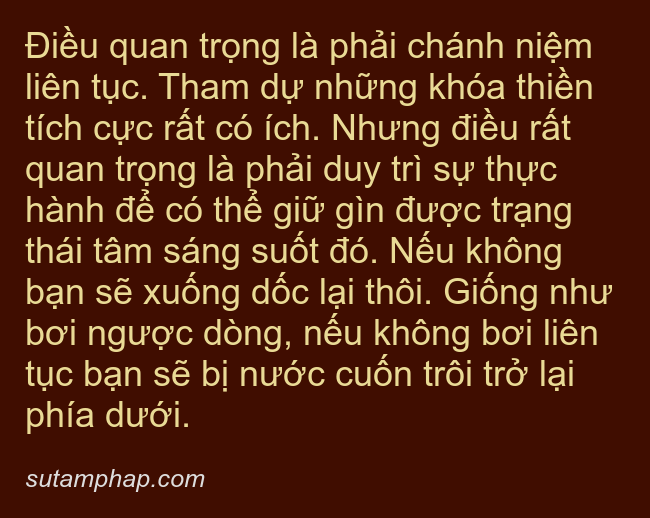 Điều quan trọng là phải chánh niệm
liên tục. Tham dự những khóa thiền
tích cực rất có ích. Nhưng điều rất
quan trọng là phải duy trì sự thực
hành để có thể giữ gìn được trạng
thái tâm sáng suốt đó. Nếu không
bạn sẽ xuống dốc lại thôi. Giống như
bơi ngược dòng, nếu không bơi liên
tục bạn sẽ bị nước cuốn trôi trở lại
phía dưới.
sutamphap.com